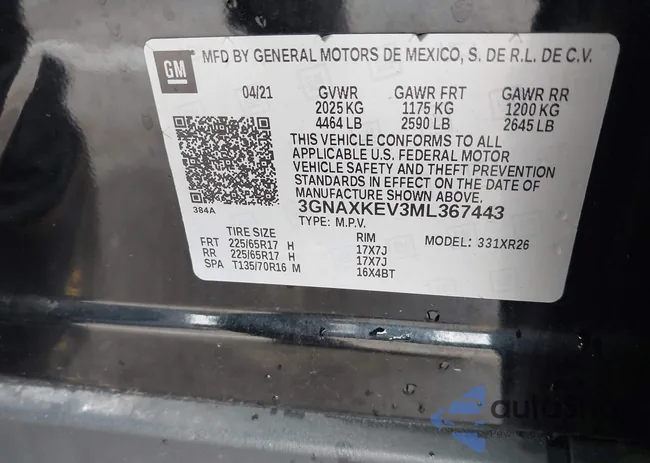 GM
MFD BY GENERAL MOTORS DE MEXICO, S. DE R.L. DE C.V.
04/21 GVWR GAWR FRT GAWR RR
2025 KG 1175 KG 1200 KG
4464 LB 2590 LB 2645 LB
THIS VEHICLE CONFORMS TO ALL
APPLICABLE U.S. FEDERAL MOTOR
VEHICLE SAFETY AND THEFT PREVENTION
STANDARDS IN EFFECT ON THE DATE OF
MANUFACTURE SHOWN ABOVE.
384A 3GNAXKEV3ML367443
TYPE: M.P.V.
TIRE SIZE RIM MODEL: 331XR26
FRT 225/65R17 H 17X7J
RR 225/65R17 H 17X7J
SPA T135/70R16 M 16X4BT